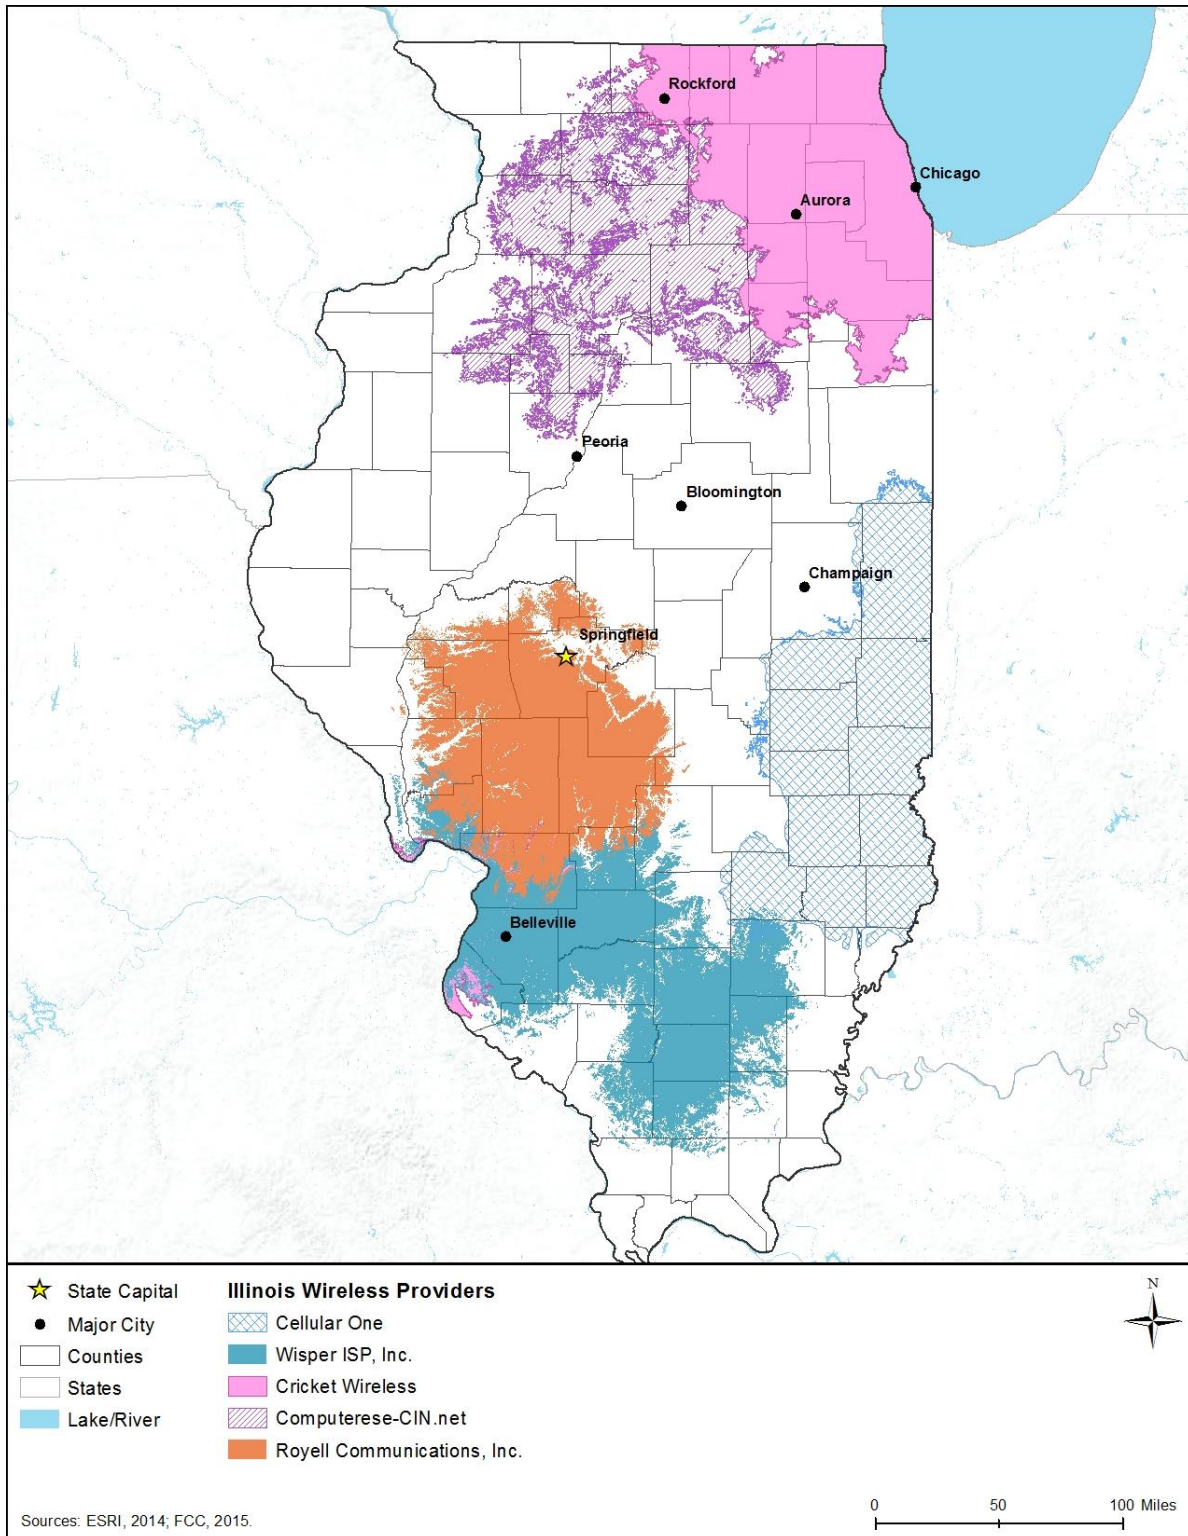 Rockford
Chicago
Aurora
Peoria
Bloomington
Champaign
Springfield
Belleville
State Capital
Major City
Counties
States
Lake/River
Illinois Wireless Providers
Cellular One
Wisper ISP, Inc.
Cricket Wireless
Computerese-CIN.net
Royell Communications, Inc.
N
0 50 100 Miles
Sources: ESRI, 2014; FCC, 2015.